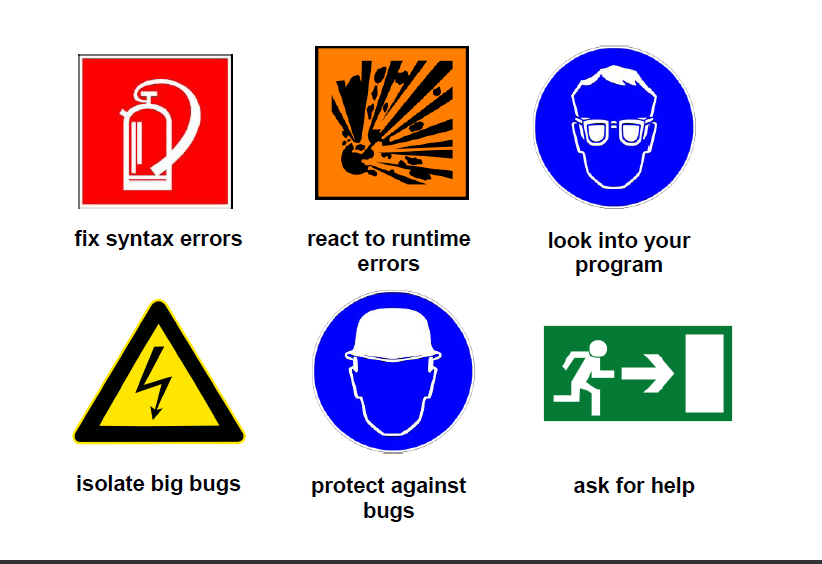 fix syntax errors
react to runtime
errors
look into your
program
isolate big bugs
protect against
bugs
ask for help